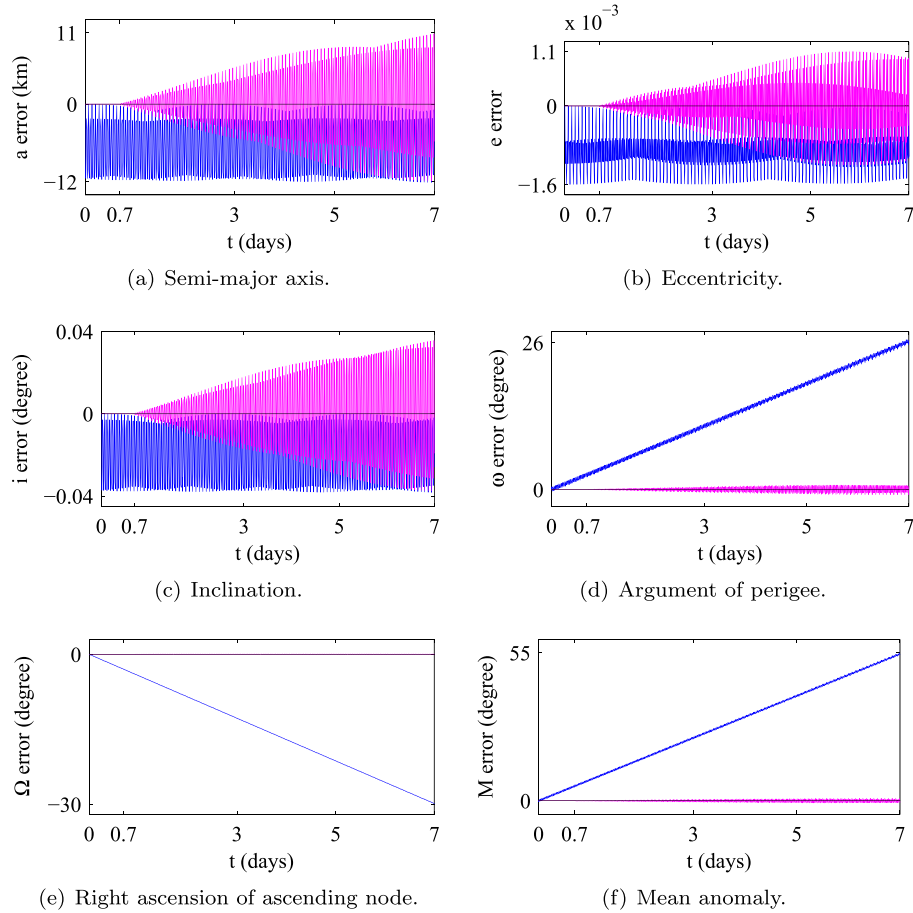 11
0
−12
a error (km)
0 0.7 3 5 7
t (days)
(a) Semi-major axis.
x 10−3
1.1
0
−1.6
e error
0 0.7 3 5 7
t (days)
(b) Eccentricity.
0.04
0
−0.04
i error (degree)
0 0.7 3 5 7
t (days)
(c) Inclination.
26
0
ω error (degree)
0 0.7 3 5 7
t (days)
(d) Argument of perigee.
0
−30
Ω error (degree)
0 0.7 3 5 7
t (days)
(e) Right ascension of ascending node.
55
0
M error (degree)
0 0.7 3 5 7
t (days)
(f) Mean anomaly.